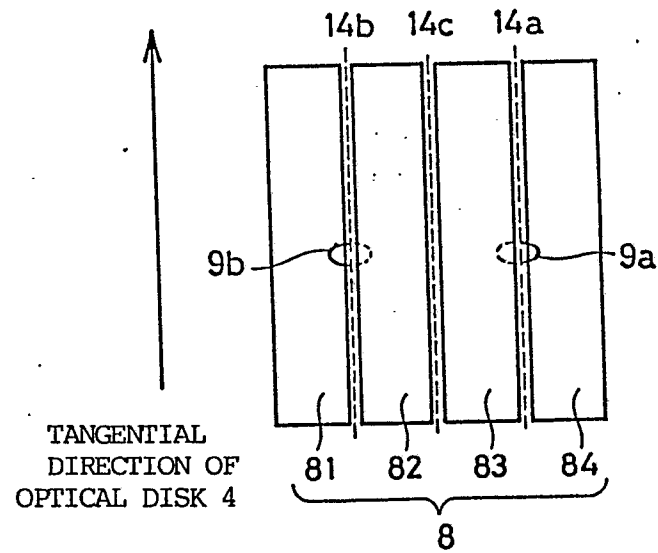 14b 14c 14a
9b 9a
TANGENTIAL
DIRECTION OF
OPTICAL DISK 4
81 82 83 84
8